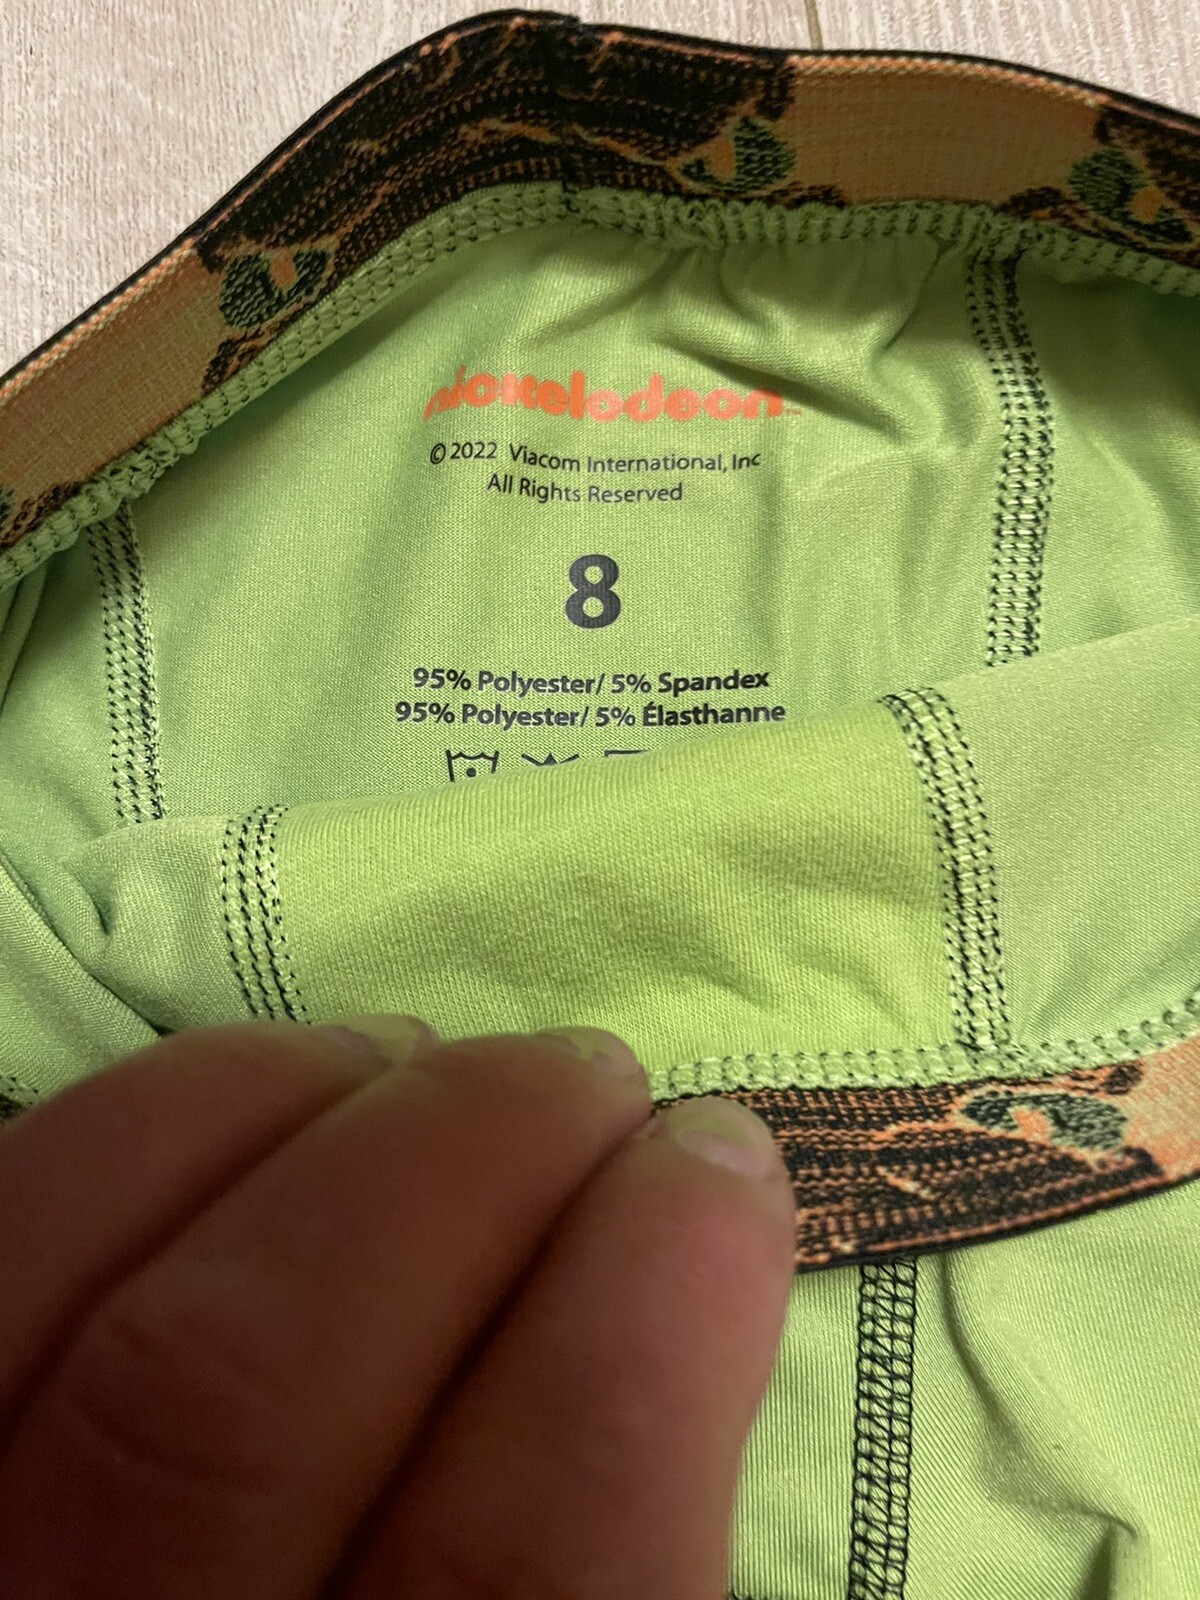 nickelodeon
© 2022 Viacom International, Inc
All Rights Reserved
8
95% Polyester/ 5% Spandex
95% Polyester/ 5% Élasthanne